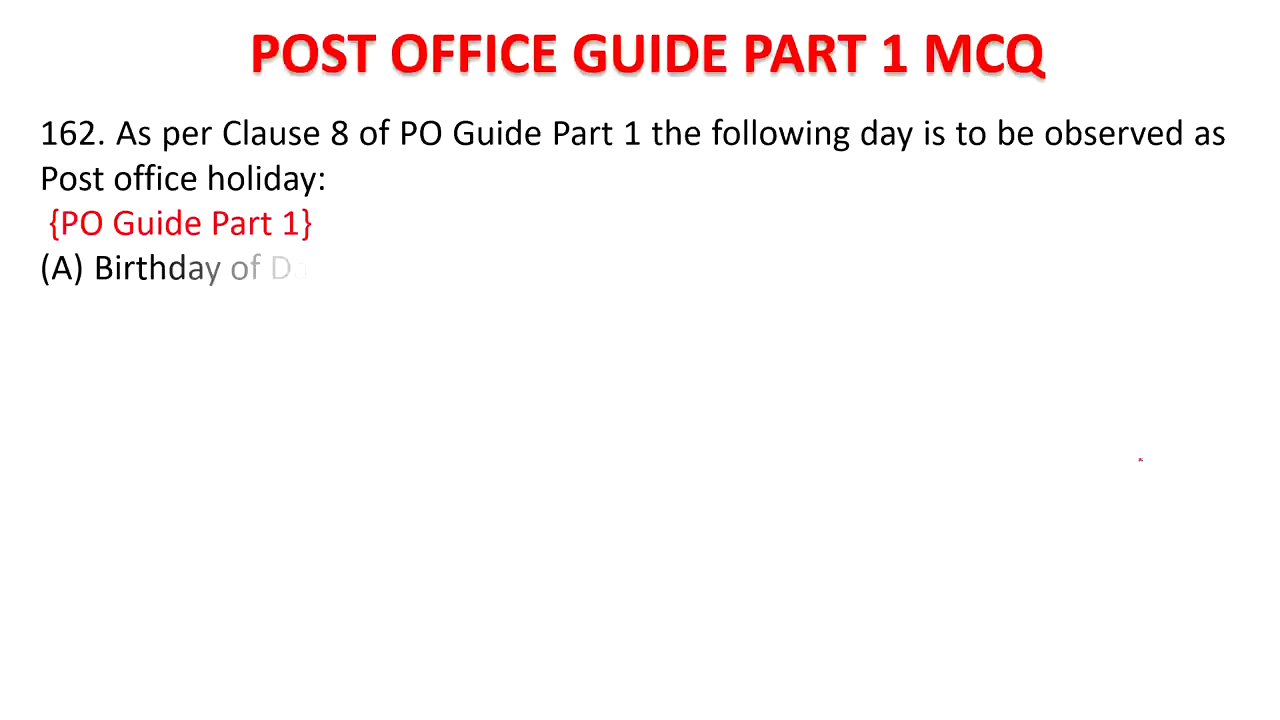 POST OFFICE GUIDE PART 1 MCQ
162. As per Clause 8 of PO Guide Part 1 the following day is to be observed as
Post office holiday:
{PO Guide Part 1}
(A) Birthday of